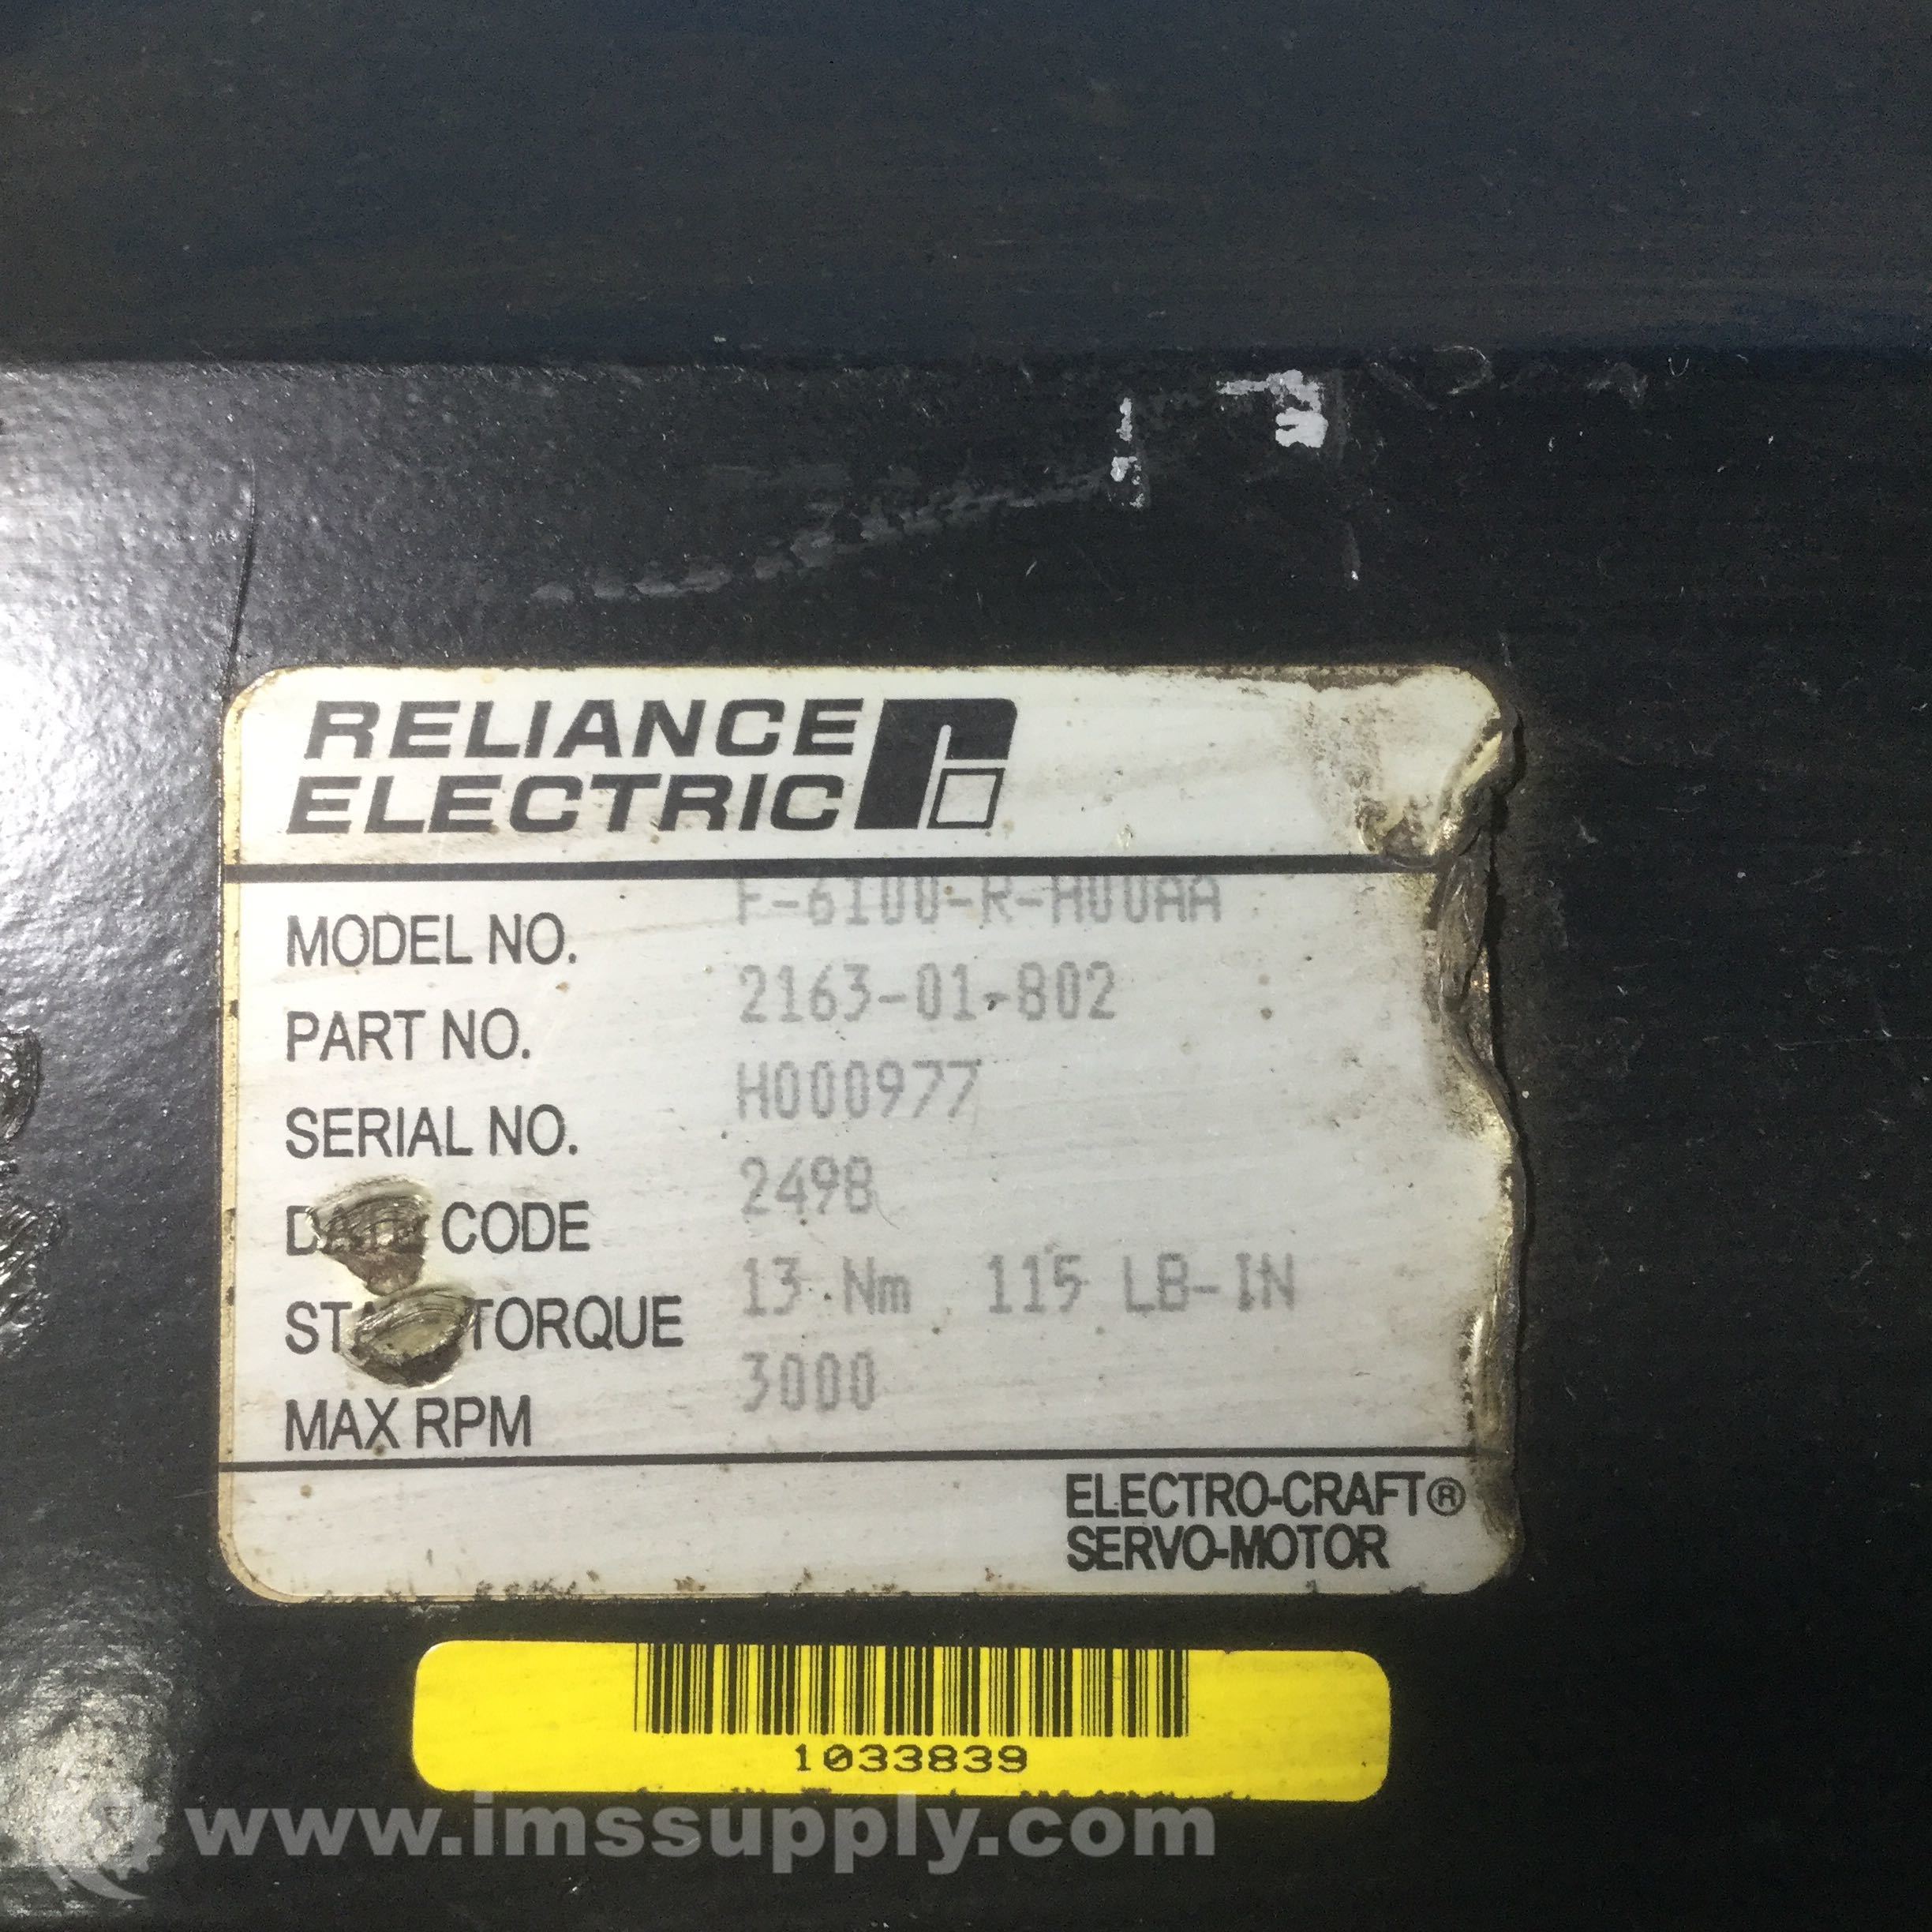 RELIANCE
ELECTRIC
MODEL NO. F-6100-R-H00AA
PART NO. 2163-01-802
SERIAL NO. H000977
DATE CODE 2498
TORQUE 13 Nm 115 LB-IN
MAX RPM 3000
ELECTRO-CRAFT®
SERVO-MOTOR
1033839
www.imssupply.com